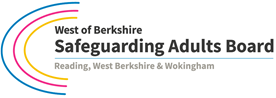 West of Berkshire
Safeguarding Adults Board
Reading, West Berkshire & Wokingham